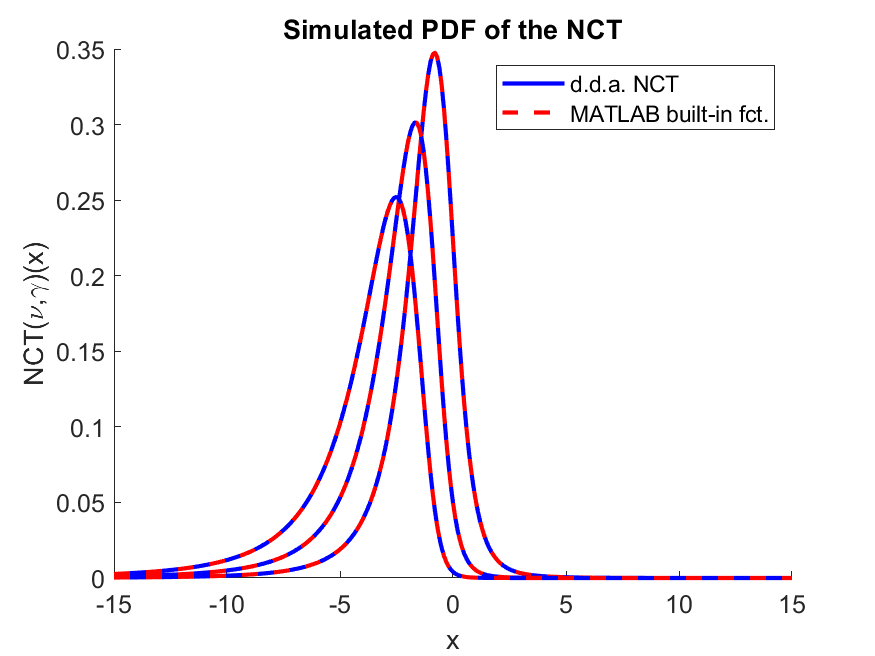 Simulated PDF of the NCT
d.d.a. NCT
MATLAB built-in fct.
NCT(ν,γ)(x)
0.35
0.3
0.25
0.2
0.15
0.1
0.05
0
-15 -10 -5 0 5 10 15
x